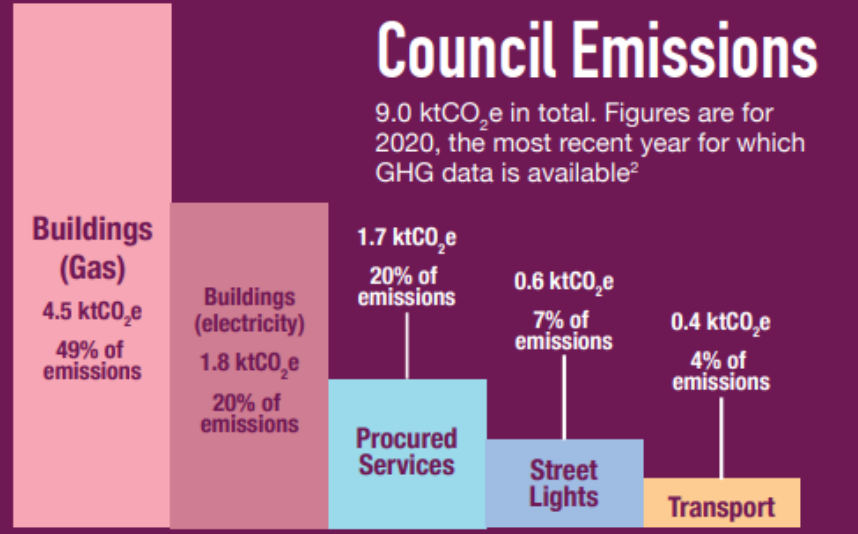 Council Emissions
9.0 ktCO₂e in total. Figures are for
2020, the most recent year for which
GHG data is available²
Buildings
(Gas)
4.5 ktCO₂e
49% of
emissions
Buildings
(electricity)
1.8 ktCO₂e
20% of
emissions
1.7 ktCO₂e
20% of
emissions
Procured
Services
0.6 ktCO₂e
7% of
emissions
Street
Lights
0.4 ktCO₂e
4% of
emissions
Transport